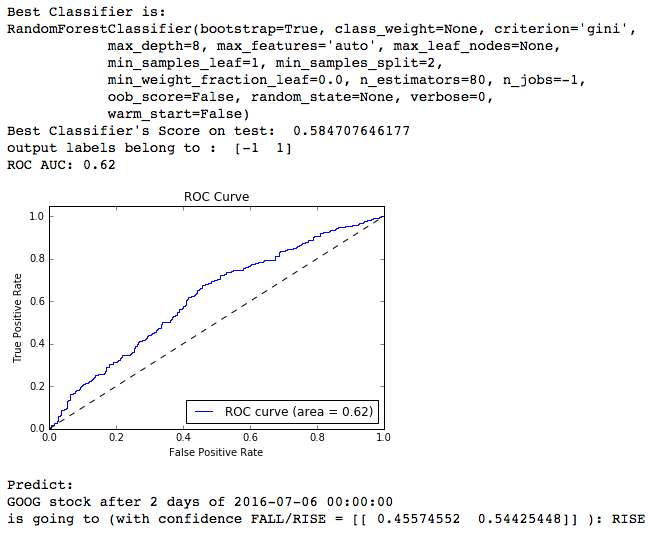 Best Classifier is:
RandomForestClassifier(bootstrap=True, class_weight=None, criterion='gini',
max_depth=8, max_features='auto', max_leaf_nodes=None,
min_samples_leaf=1, min_samples_split=2,
min_weight_fraction_leaf=0.0, n_estimators=80, n_jobs=-1,
oob_score=False, random_state=None, verbose=0,
warm_start=False)
Best Classifier's Score on test:  0.584707646177
output labels belong to :  [-1  1]
ROC AUC: 0.62
ROC Curve
1.0
0.8
0.6
0.4
0.2
0.0
True Positive Rate
ROC curve (area = 0.62)
0.0 0.2 0.4 0.6 0.8 1.0
False Positive Rate
Predict:
GOOG stock after 2 days of 2016-07-06 00:00:00
is going to (with confidence FALL/RISE = [[ 0.45574552  0.54425448]] ): RISE